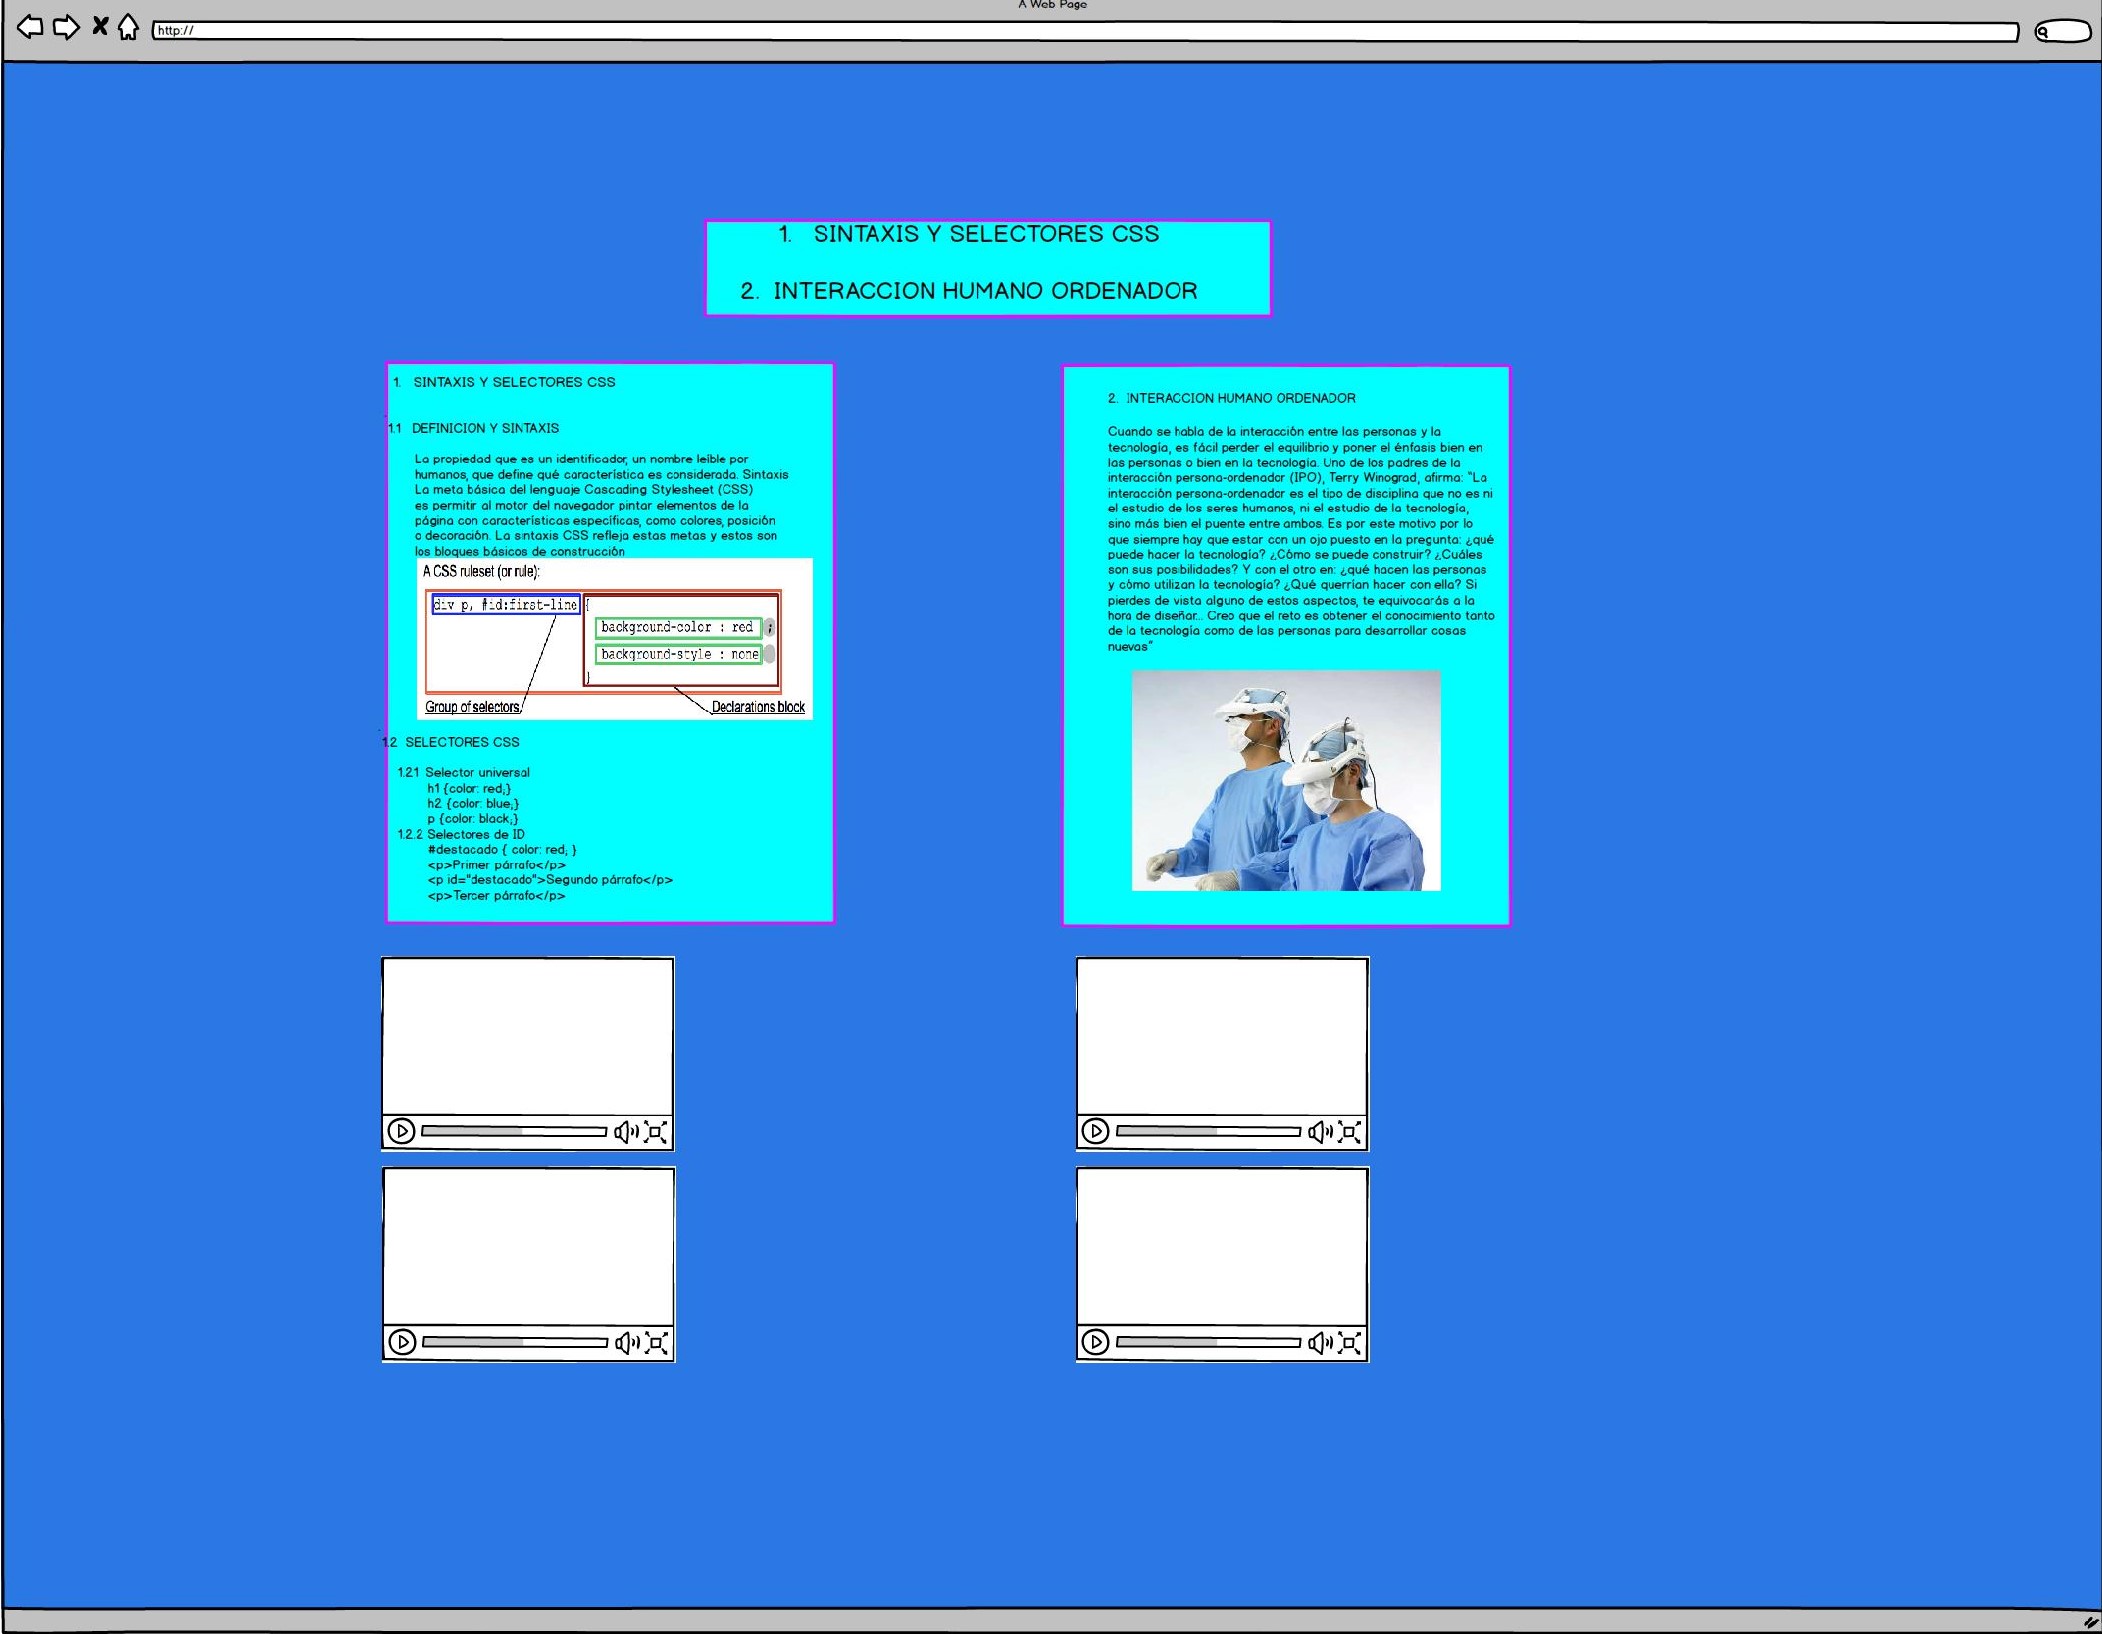 A Web Page
http://
1. SINTAXIS Y SELECTORES CSS
2. INTERACCION HUMANO ORDENADOR
1. SINTAXIS Y SELECTORES CSS
1.1 DEFINICION Y SINTAXIS
La propiedad que es un identificador, un nombre leíble por
humanos, que define qué característica es considerada. Sintaxis
La meta básica del lenguaje Cascading Stylesheet (CSS)
es permitir al motor del navegador pintar elementos de la
página con características específicas, como colores, posición
o decoración. La sintaxis CSS refleja estas metas y estos son
los bloques básicos de construcción
A CSS ruleset (or rule):
div p, #id:first-line {
background-color : red ;
background-style : none
}
Group of selectors
Declarations block
1.2 SELECTORES CSS
1.2.1 Selector universal
h1 {color: red;}
h2 {color: blue;}
p {color: black;}
1.2.2 Selectores de ID
#destacado { color: red; }
<p>Primer párrafo</p>
<p id="destacado">Segundo párrafo</p>
<p>Tercer párrafo</p>
2. INTERACCION HUMANO ORDENADOR
Cuando se habla de la interacción entre las personas y la
tecnología, es fácil perder el equilibrio y poner el énfasis bien en
las personas o bien en la tecnología. Uno de los padres de la
interacción persona-ordenador (IPO), Terry Winograd, afirma: "La
interacción persona-ordenador es el tipo de disciplina que no es ni
el estudio de los seres humanos, ni el estudio de la tecnología,
sino más bien el puente entre ambos. Es por este motivo por lo
que siempre hay que estar con un ojo puesto en la pregunta: ¿qué
puede hacer la tecnología? ¿Cómo se puede construir? ¿Cuáles
son sus posibilidades? Y con el otro en: ¿qué hacen las personas
y cómo utilizan la tecnología? ¿Qué querrían hacer con ella? Si
pierdes de vista alguno de estos aspectos, te equivocarás a la
hora de diseñar... Creo que el reto es obtener el conocimiento tanto
de la tecnología como de las personas para desarrollar cosas
nuevas"